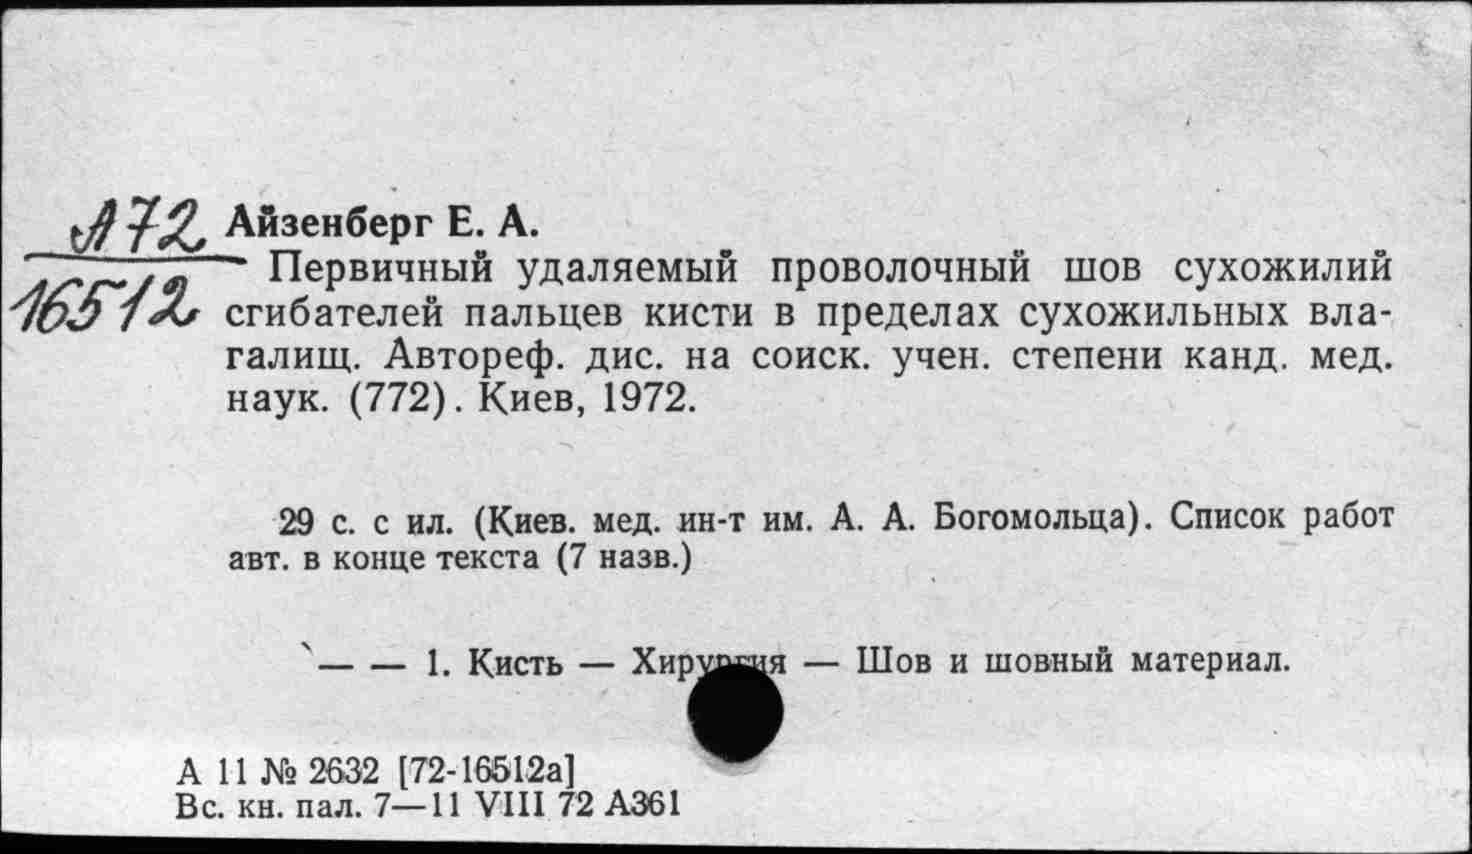 А72
16512
Айзенберг Е. А.
Первичный удаляемый проволочный шов сухожилий
сгибателей пальцев кисти в пределах сухожильных вла-
галищ. Автореф. дис. на соиск. учен. степени канд. мед.
наук. (772). Киев, 1972.
29 с. с ил. (Киев. мед. ин-т им. А. А. Богомольца). Список работ
авт. в конце текста (7 назв.)
— — 1. Кисть — Хирургия — Шов и шовный материал.
А 11 № 2632 [72-16512а]
Вс. кн. пал. 7—11 VIII 72 А361